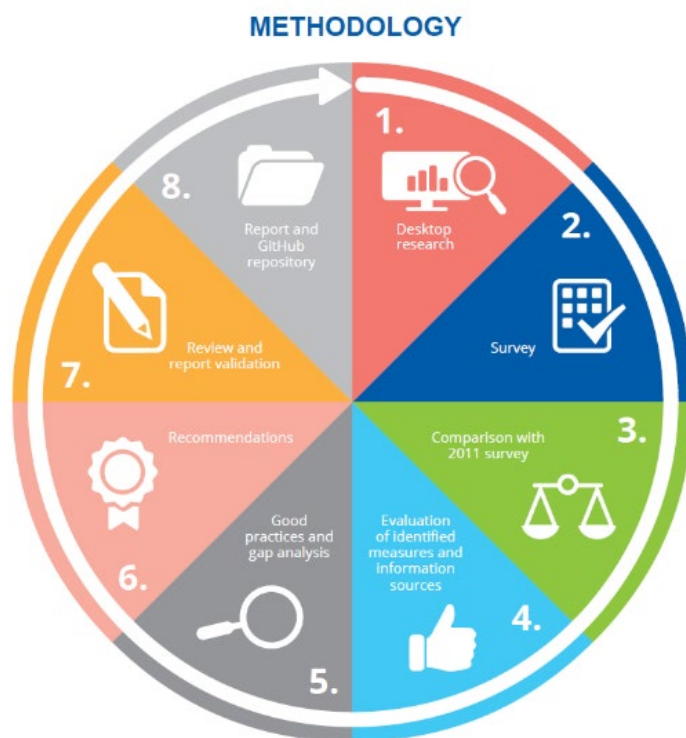 METHODOLOGY
1.
Desktop
research
2.
Survey
3.
Comparison with
2011 survey
4.
Evaluation
of identified
measures and
information
sources
5.
Good
practices and
gap analysis
6.
Recommendations
7.
Review and
report validation
8.
Report and
GitHub
repository